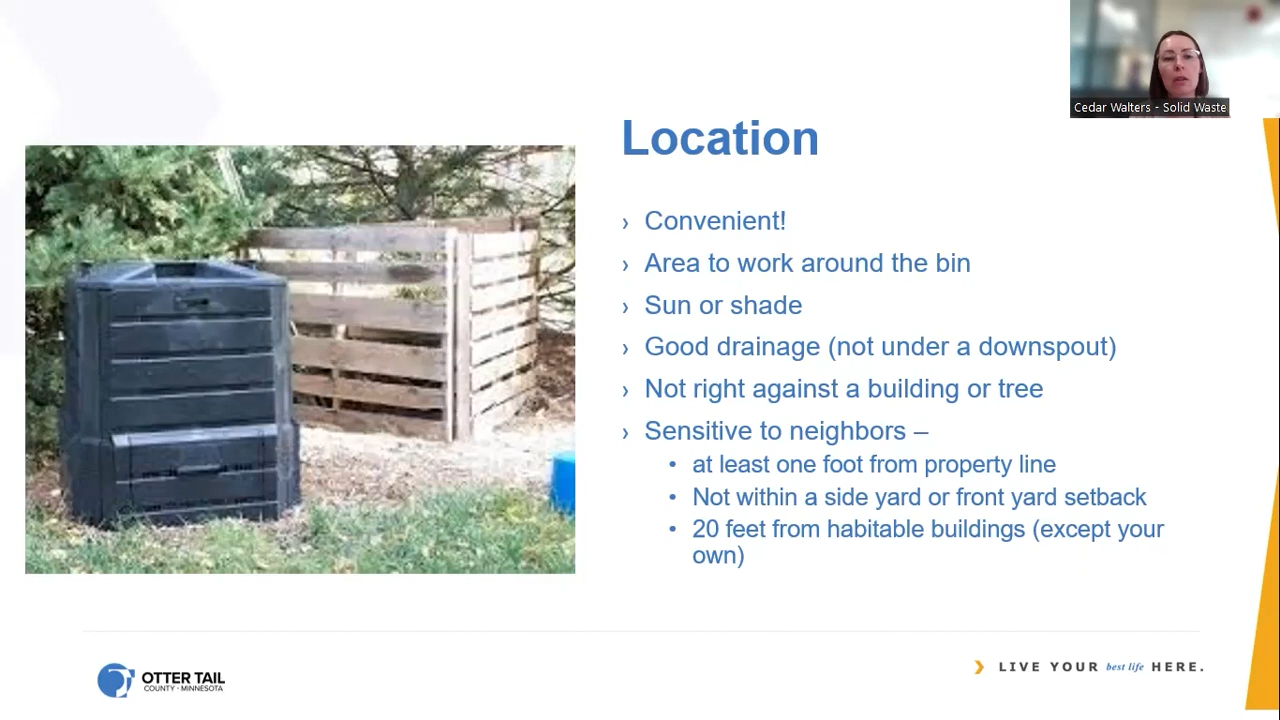 Cedar Walters - Solid Waste
Location
› Convenient!
› Area to work around the bin
› Sun or shade
› Good drainage (not under a downspout)
› Not right against a building or tree
› Sensitive to neighbors –
• at least one foot from property line
• Not within a side yard or front yard setback
• 20 feet from habitable buildings (except your
own)
OTTER TAIL
COUNTY · MINNESOTA
LIVE YOUR best life HERE.